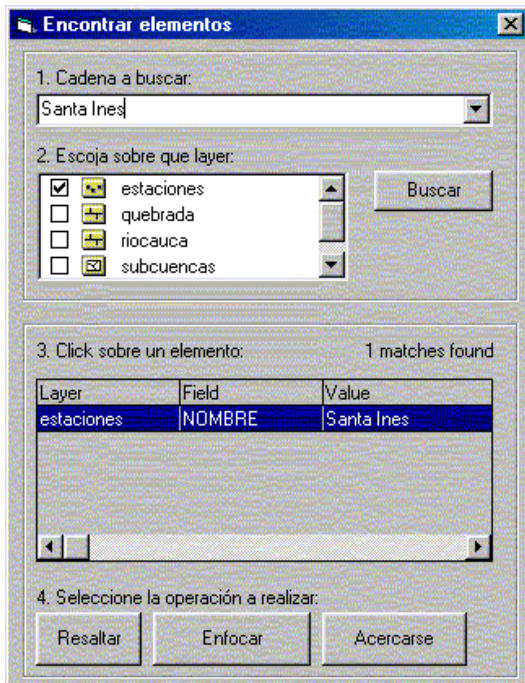 Encontrar elementos
1. Cadena a buscar:
Santa Ines
2. Escoja sobre que layer:
estaciones
Buscar
quebrada
riocauca
subcuencas
3. Click sobre un elemento: 1 matches found
Layer Field Value
estaciones NOMBRE Santa Ines
4. Seleccione la operación a realizar:
Resaltar Enfocar Acercarse